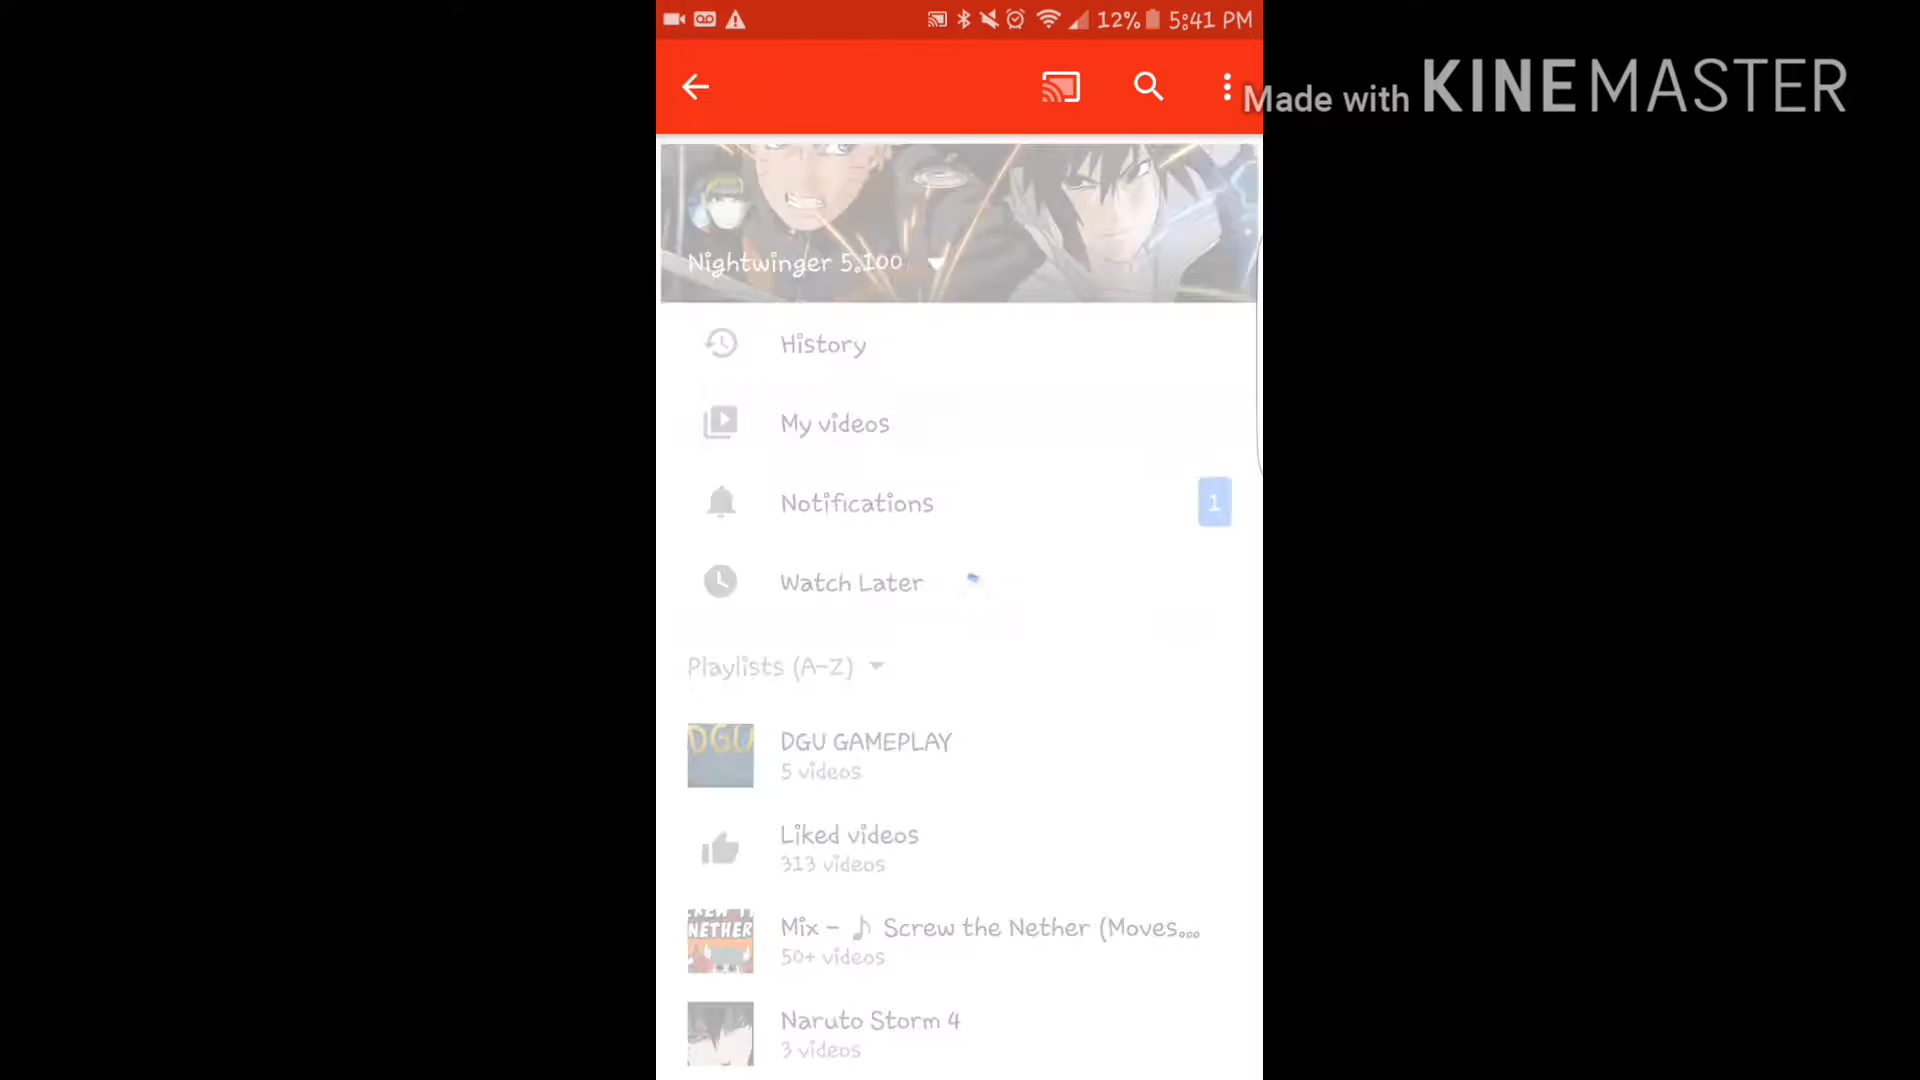 12% 5:41 PM
Made with KINEMASTER
Nightwinger 5.100
History
My videos
Notifications
1
Watch Later
Playlists (A-Z)
DGU
DGU GAMEPLAY
5 videos
Liked videos
313 videos
NETHER
Mix - ♪ Screw the Nether (Moves...
50+ videos
Naruto Storm 4
3 videos